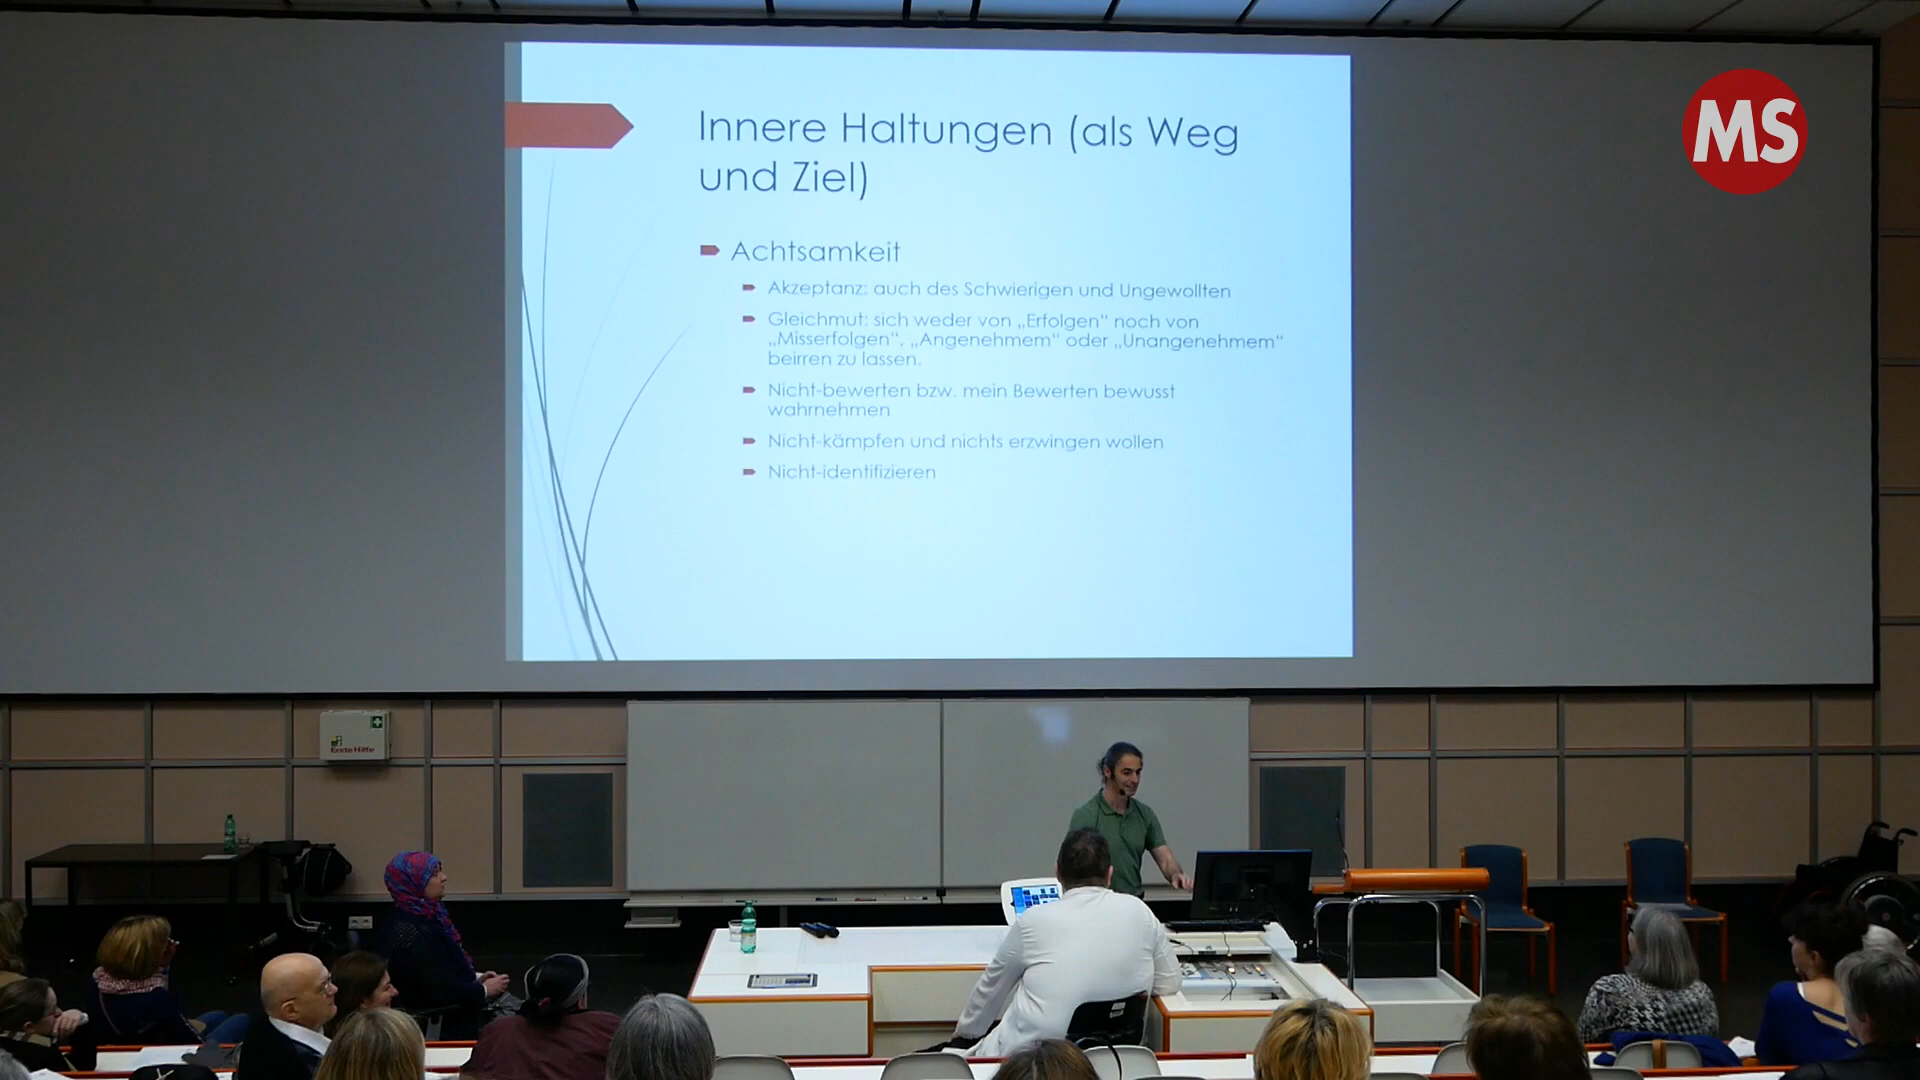 Innere Haltungen (als Weg
und Ziel)
MS
Achtsamkeit
Akzeptanz: auch des Schwierigen und Ungewollten
Gleichmut: sich weder von „Erfolgen“ noch von
„Misserfolgen“, „Angenehmem“ oder „Unangenehmem“
beirren zu lassen.
Nicht-bewerten bzw. mein Bewerten bewusst
wahrnehmen
Nicht-kämpfen und nichts erzwingen wollen
Nicht-identifizieren
Erste Hilfe